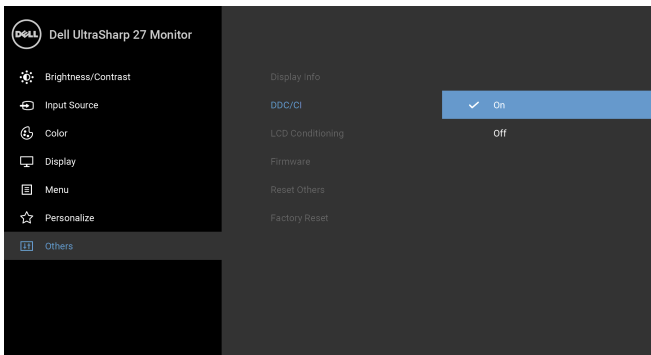 DELL
Dell UltraSharp 27 Monitor
Brightness/Contrast
Input Source
Color
Display
Menu
Personalize
Others
Display Info
DDC/CI
LCD Conditioning
Firmware
Reset Others
Factory Reset
On
Off